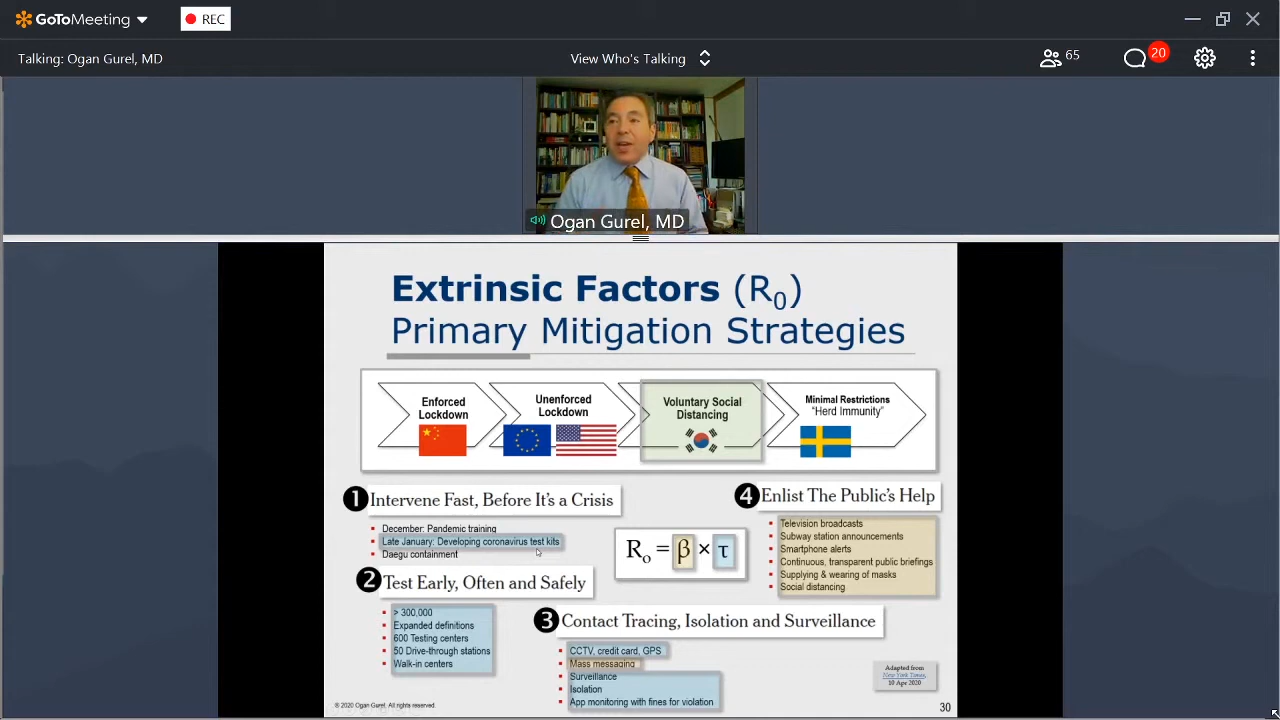 GoToMeeting
REC
Talking: Ogan Gurel, MD
View Who's Talking
65
20
Ogan Gurel, MD
Extrinsic Factors (R0)
Primary Mitigation Strategies
Enforced
Lockdown
Unenforced
Lockdown
Voluntary Social
Distancing
Minimal Restrictions
“Herd Immunity”
1 Intervene Fast, Before It's a Crisis
December: Pandemic training
Late January: Developing coronavirus test kits
Daegu containment
2 Test Early, Often and Safely
> 300,000
Expanded definitions
600 Testing centers
50 Drive-through stations
Walk-in centers
Ro = β × τ
3 Contact Tracing, Isolation and Surveillance
CCTV, credit card, GPS
Mass messaging
Surveillance
Isolation
App monitoring with fines for violation
4 Enlist The Public's Help
Television broadcasts
Subway station announcements
Smartphone alerts
Continuous, transparent public briefings
Supplying & wearing of masks
Social distancing
Adapted from
New York Times,
10 Apr 2020
© 2020 Ogan Gurel. All rights reserved.
30